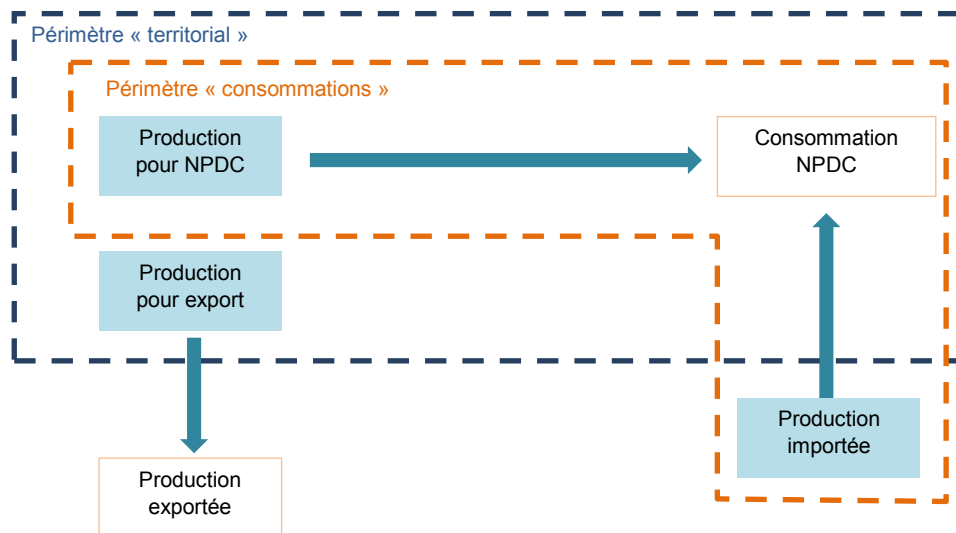 Périmètre « territorial »
Périmètre « consommations »
Production
pour NPDC
Consommation
NPDC
Production
pour export
Production
importée
Production
exportée